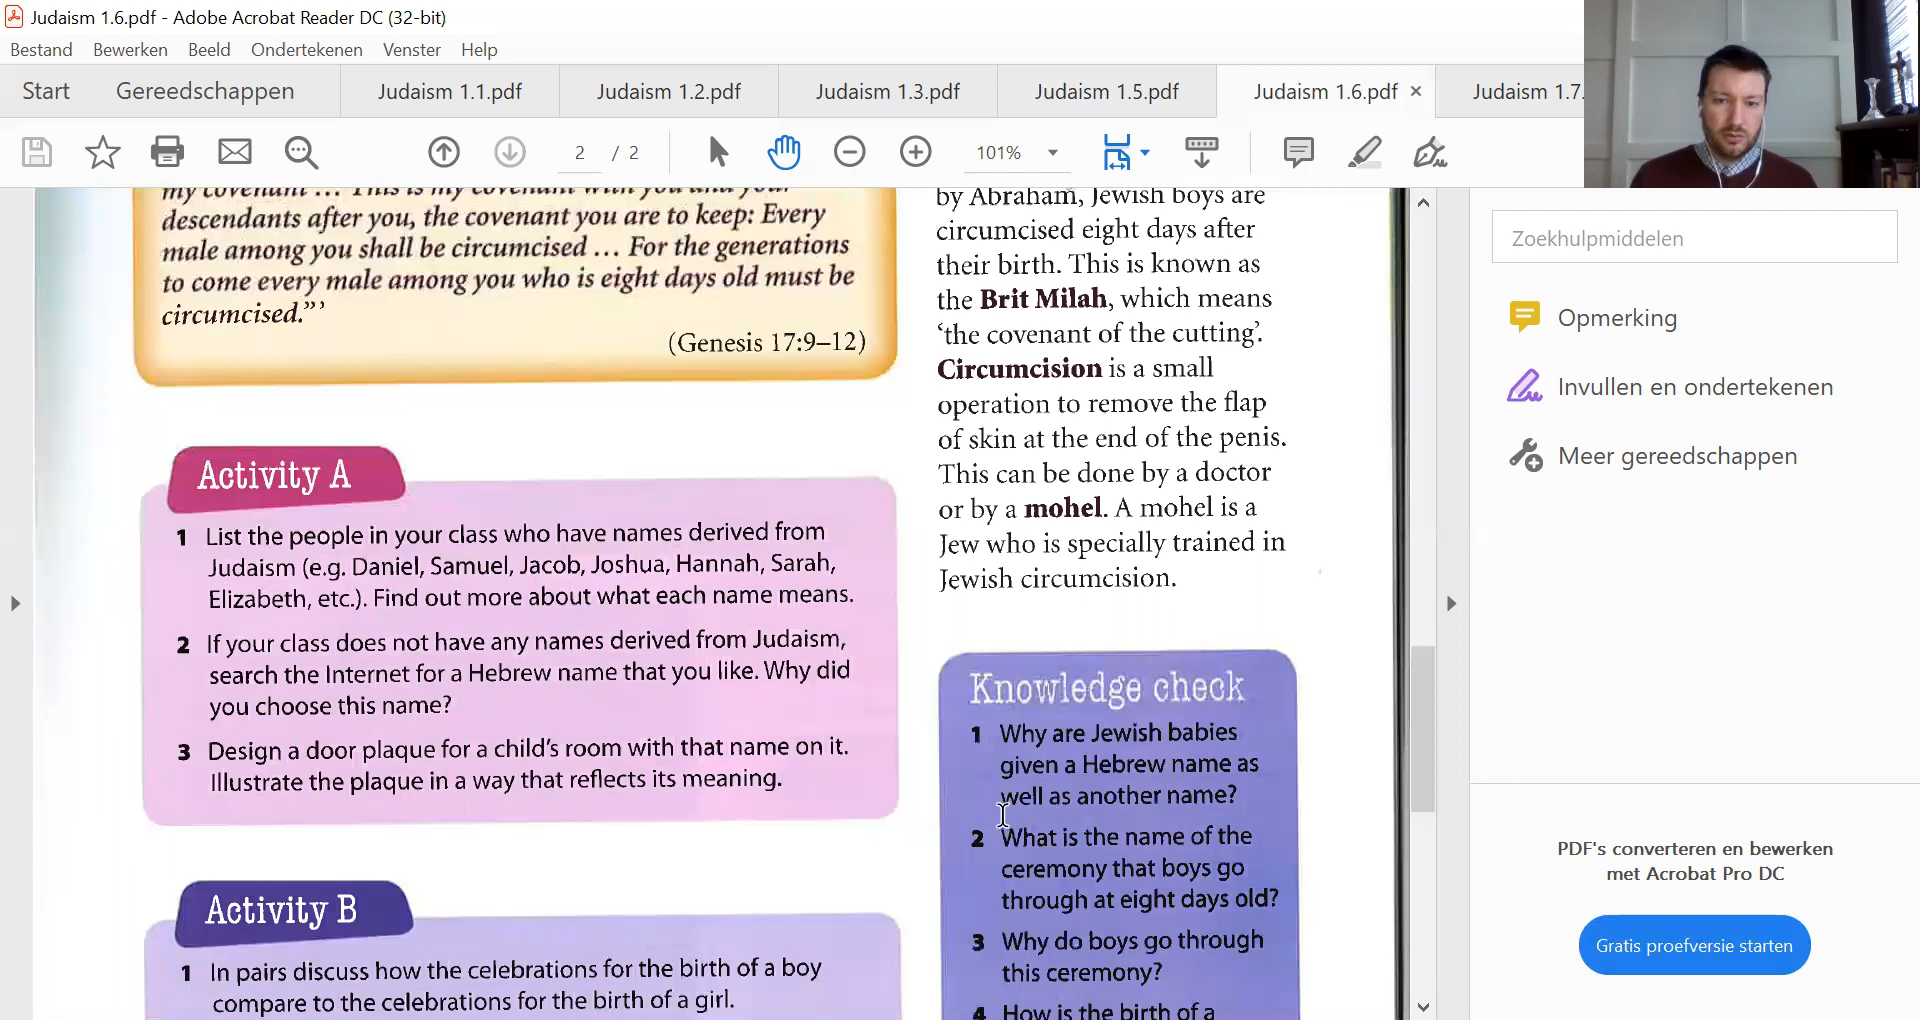 Judaism 1.6.pdf - Adobe Acrobat Reader DC (32-bit)
Bestand Bewerken Beeld Ondertekenen Venster Help
Start Gereedschappen Judaism 1.1.pdf Judaism 1.2.pdf Judaism 1.3.pdf Judaism 1.5.pdf Judaism 1.6.pdf × Judaism 1.7.
2 / 2 101%
my covenant ... This is my covenant with you and your
descendants after you, the covenant you are to keep: Every
male among you shall be circumcised ... For the generations
to come every male among you who is eight days old must be
circumcised.”’
(Genesis 17:9–12)
Activity A
1 List the people in your class who have names derived from
Judaism (e.g. Daniel, Samuel, Jacob, Joshua, Hannah, Sarah,
Elizabeth, etc.). Find out more about what each name means.
2 If your class does not have any names derived from Judaism,
search the Internet for a Hebrew name that you like. Why did
you choose this name?
3 Design a door plaque for a child’s room with that name on it.
Illustrate the plaque in a way that reflects its meaning.
Activity B
1 In pairs discuss how the celebrations for the birth of a boy
compare to the celebrations for the birth of a girl.
by Abraham, Jewish boys are
circumcised eight days after
their birth. This is known as
the Brit Milah, which means
‘the covenant of the cutting’.
Circumcision is a small
operation to remove the flap
of skin at the end of the penis.
This can be done by a doctor
or by a mohel. A mohel is a
Jew who is specially trained in
Jewish circumcision.
Knowledge check
1 Why are Jewish babies
given a Hebrew name as
well as another name?
2 What is the name of the
ceremony that boys go
through at eight days old?
3 Why do boys go through
this ceremony?
4 How is the birth of a
Zoekhulpmiddelen
Opmerking
Invullen en ondertekenen
Meer gereedschappen
PDF's converteren en bewerken
met Acrobat Pro DC
Gratis proefversie starten